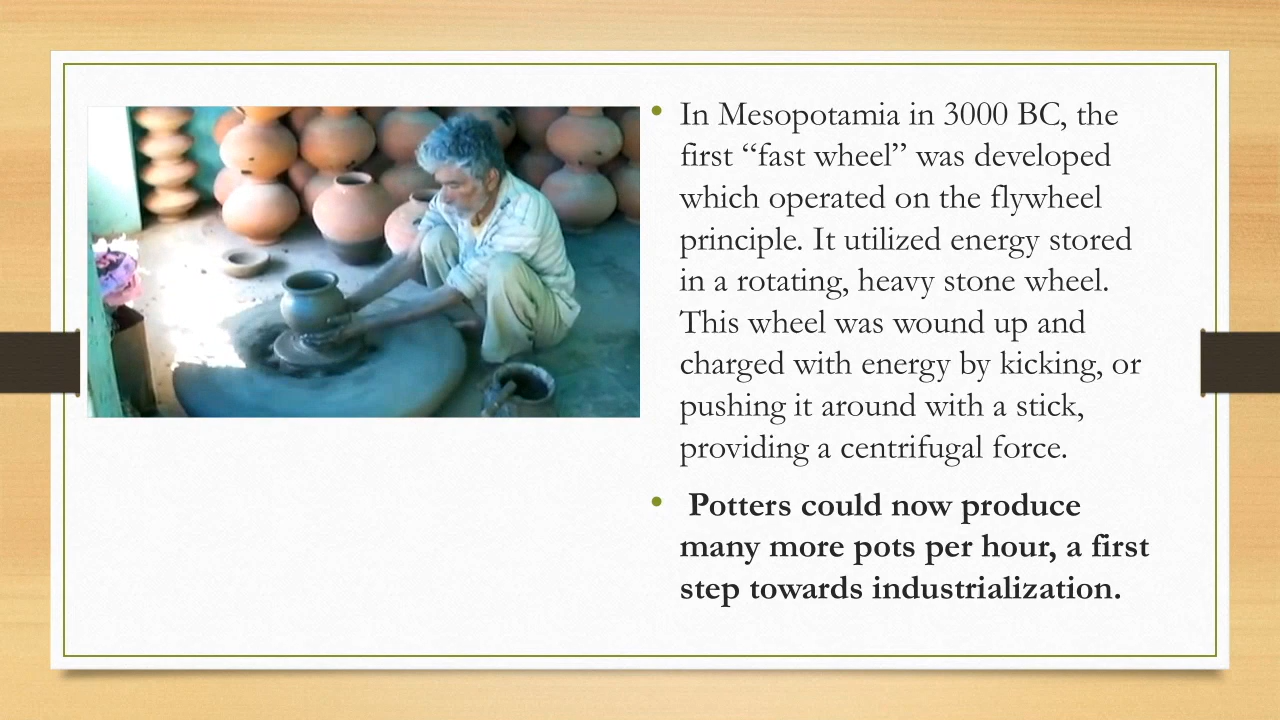 • In Mesopotamia in 3000 BC, the
first “fast wheel” was developed
which operated on the flywheel
principle. It utilized energy stored
in a rotating, heavy stone wheel.
This wheel was wound up and
charged with energy by kicking, or
pushing it around with a stick,
providing a centrifugal force.
• Potters could now produce
many more pots per hour, a first
step towards industrialization.